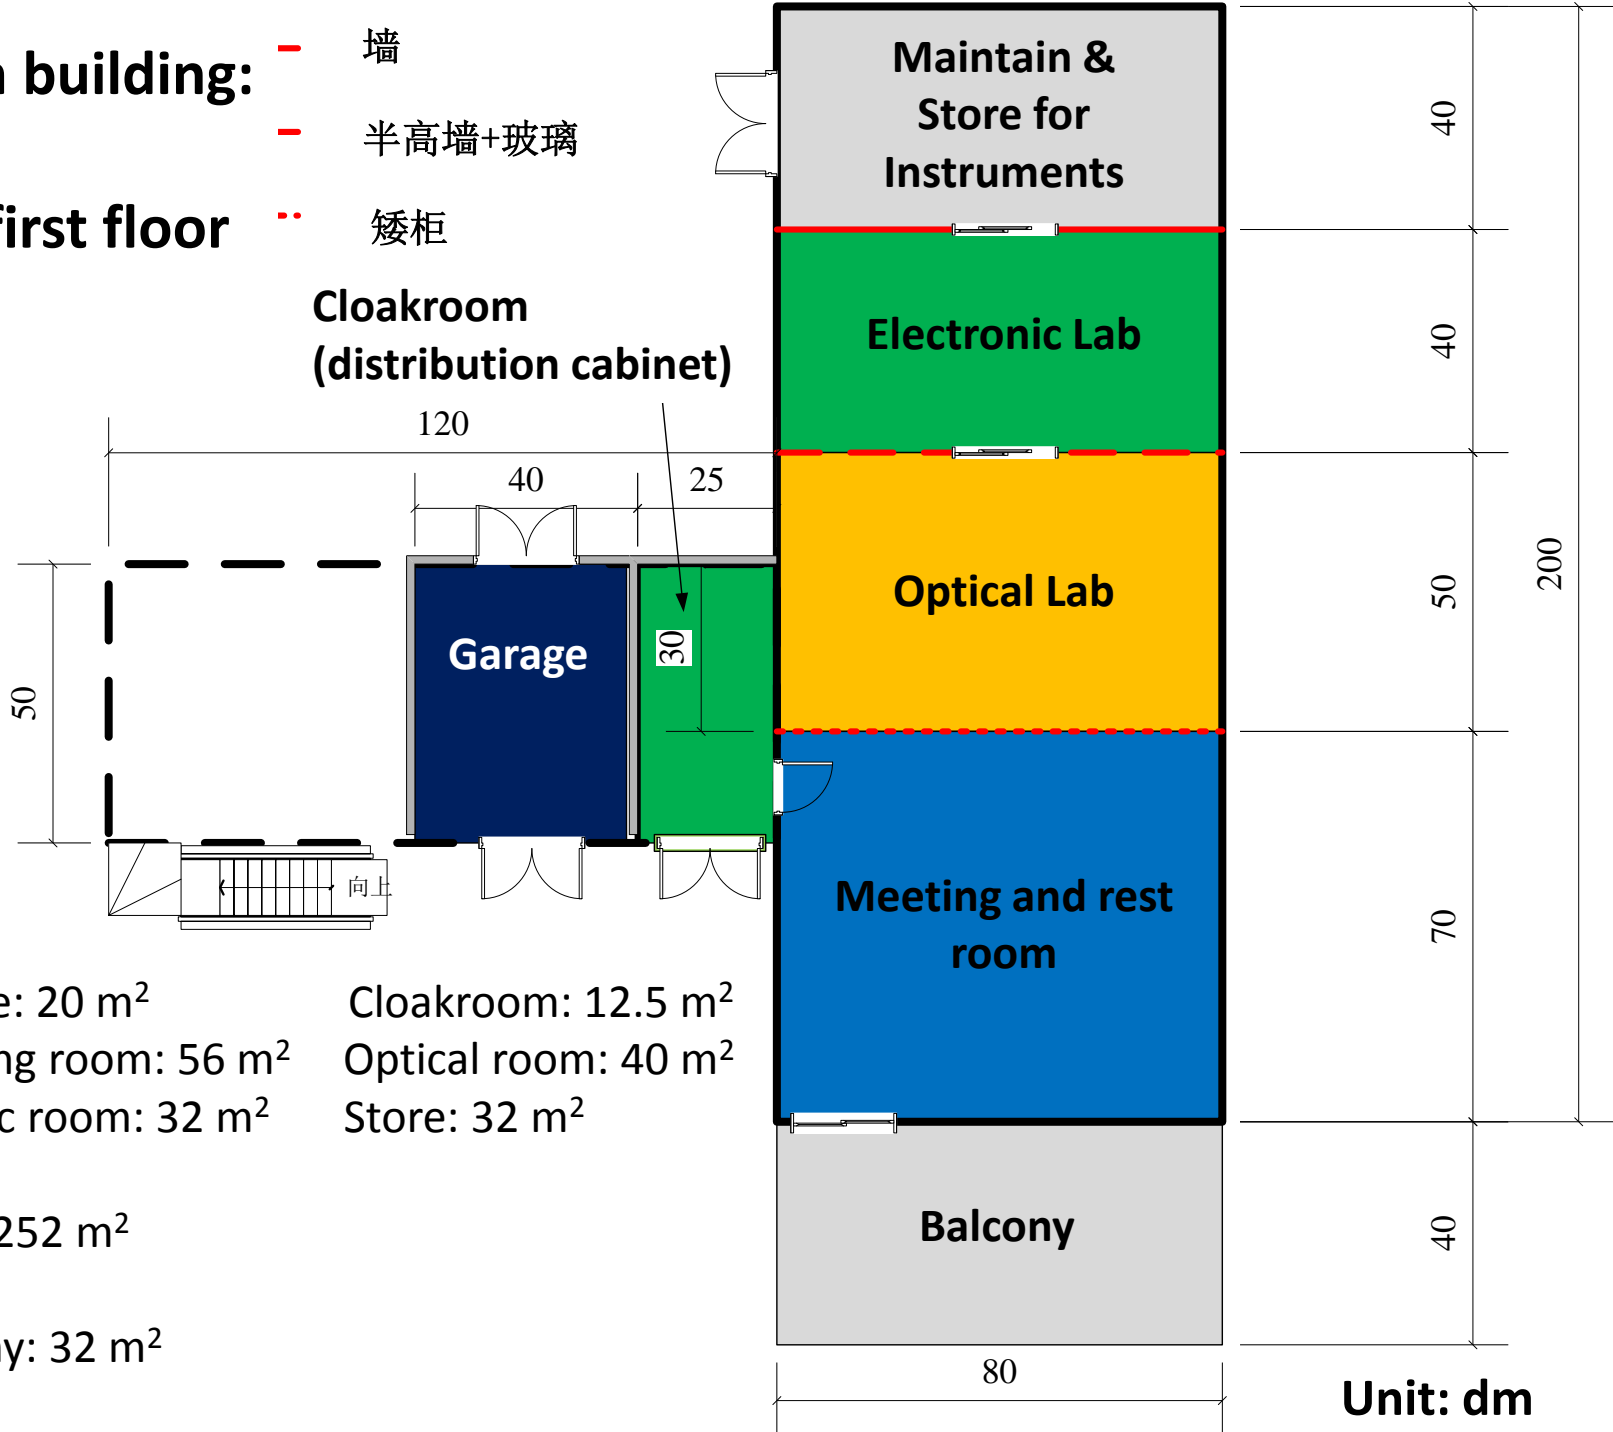 n building:
first floor
墙
半高墙+玻璃
矮柜
Cloakroom
(distribution cabinet)
120
40
25
50
30
Garage
向上
Maintain &
Store for
Instruments
Electronic Lab
Optical Lab
Meeting and rest
room
Balcony
40
40
50
70
40
200
80
Unit: dm
e: 20 m²
Cloakroom: 12.5 m²
ng room: 56 m²
Optical room: 40 m²
c room: 32 m²
Store: 32 m²
252 m²
ny: 32 m²